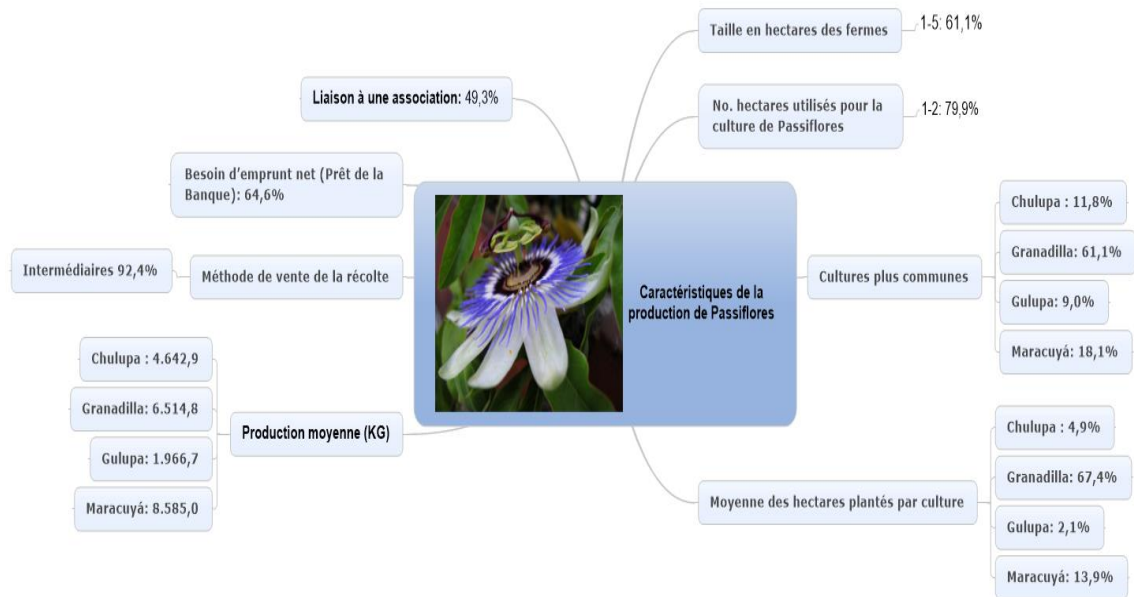 Caractéristiques de la
production de Passiflores
Taille en hectares des fermes
1-5: 61,1%
No. hectares utilisés pour la
culture de Passiflores
1-2: 79,9%
Cultures plus communes
Chulupa : 11,8%
Granadilla: 61,1%
Gulupa: 9,0%
Maracuyá: 18,1%
Moyenne des hectares plantés par culture
Chulupa : 4,9%
Granadilla: 67,4%
Gulupa: 2,1%
Maracuyá: 13,9%
Liaison à une association: 49,3%
Besoin d’emprunt net (Prêt de la
Banque): 64,6%
Méthode de vente de la récolte
Intermédiaires 92,4%
Production moyenne (KG)
Chulupa : 4.642,9
Granadilla: 6.514,8
Gulupa: 1.966,7
Maracuyá: 8.585,0